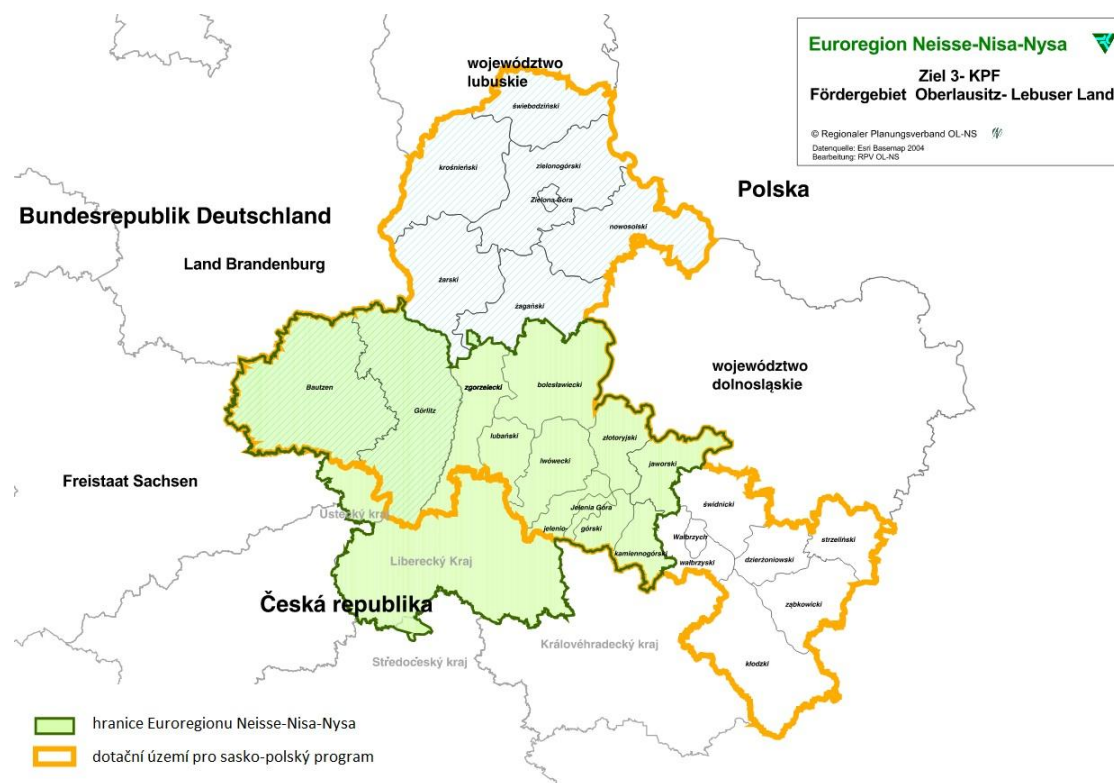 Euroregion Neisse-Nisa-Nysa
Ziel 3- KPF
Fördergebiet Oberlausitz- Lebuser Land
© Regionaler Planungsverband OL-NS
Datenquelle: Esri Basemap 2004
Bearbeitung: RPV OL-NS
województwo
lubuskie
świebodziński
krośnieński
zielonogórski
Zielona Góra
Polska
Bundesrepublik Deutschland
nowosolski
Land Brandenburg
żarski
żagański
województwo
dolnośląskie
Bautzen
zgorzelecki
bolesławiecki
Görlitz
lubański
złotoryjski
lwówecki
jaworski
Freistaat Sachsen
Ústecký kraj
Jelenia Góra
jelenio-
górski
świdnicki
Wałbrzych
wałbrzyski
strzeliński
dzierżoniowski
kamiennogórski
Liberecký Kraj
ząbkowicki
Česká republika
Královéhradecký kraj
Středočeský kraj
kłodzki
hranice Euroregionu Neisse-Nisa-Nysa
dotační území pro sasko-polský program